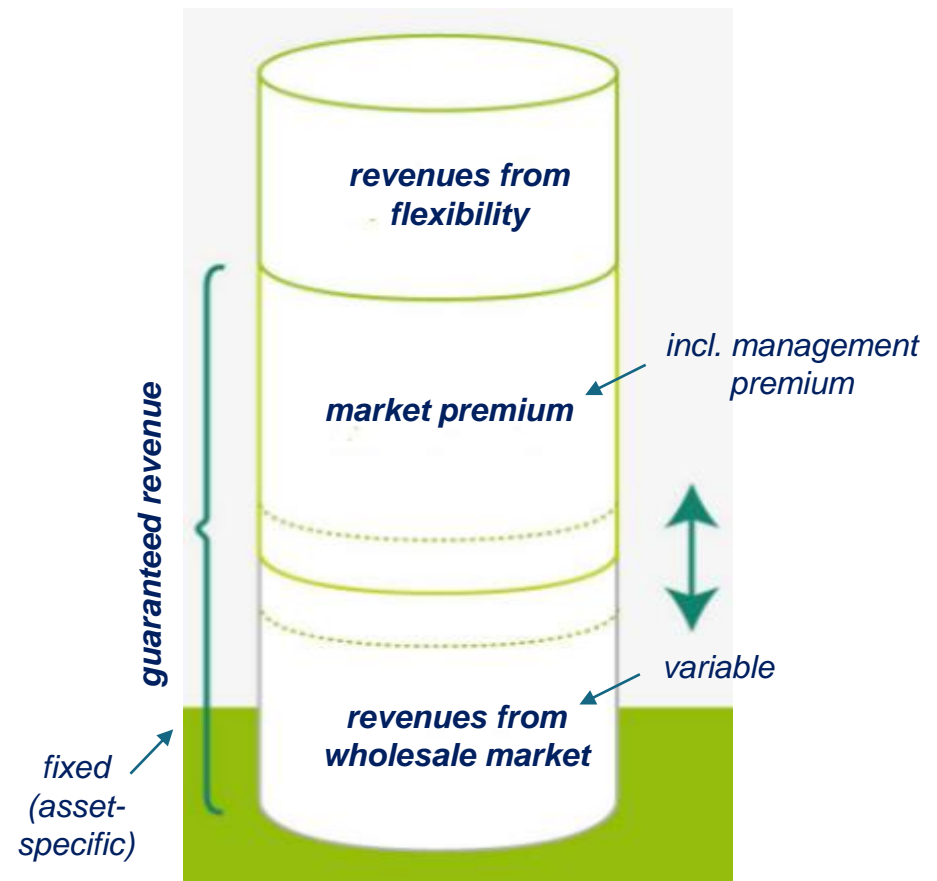 revenues from
flexibility
incl. management
premium
market premium
guaranteed revenue
variable
revenues from
wholesale market
fixed
(asset-
specific)